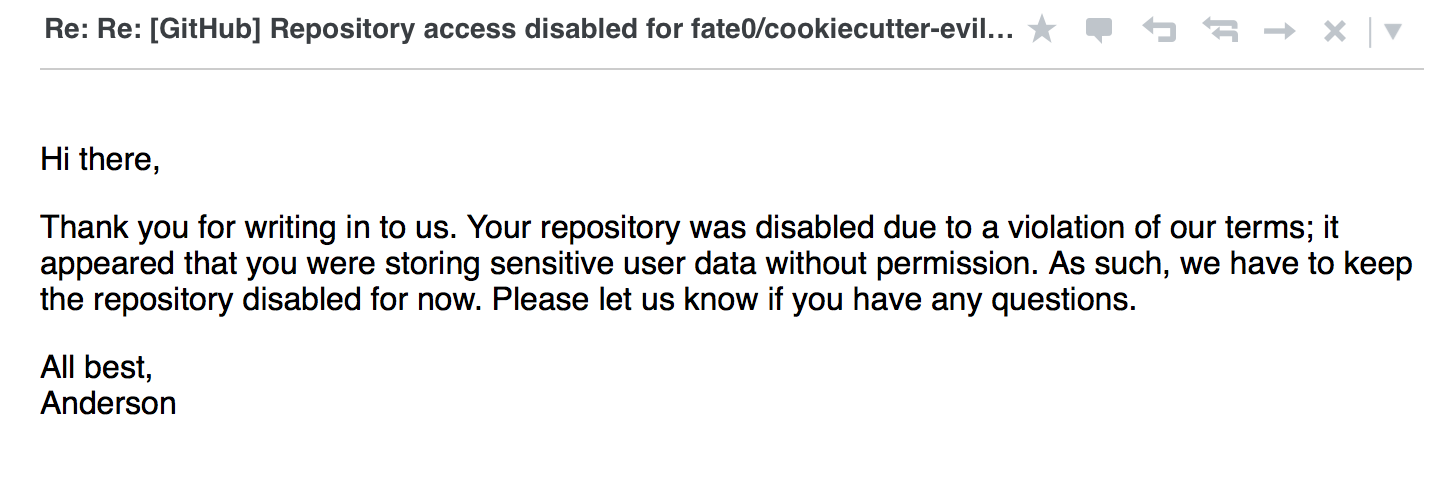 Re: Re: [GitHub] Repository access disabled for fate0/cookiecutter-evil...
Hi there,
Thank you for writing in to us. Your repository was disabled due to a violation of our terms; it
appeared that you were storing sensitive user data without permission. As such, we have to keep
the repository disabled for now. Please let us know if you have any questions.
All best,
Anderson